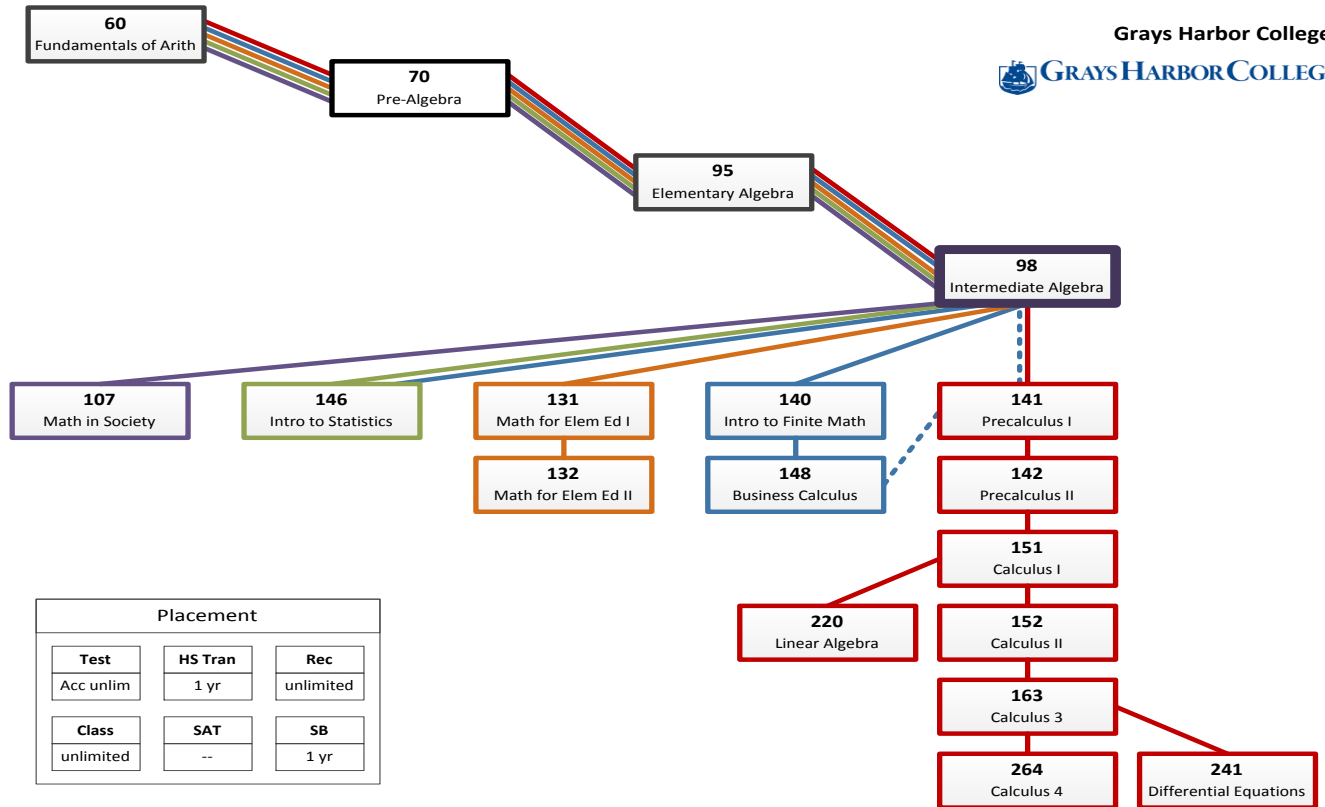 60
Fundamentals of Arith
Grays Harbor College
GRAYS HARBOR COLLEG
70
Pre-Algebra
95
Elementary Algebra
98
Intermediate Algebra
107
Math in Society
146
Intro to Statistics
131
Math for Elem Ed I
140
Intro to Finite Math
141
Precalculus I
132
Math for Elem Ed II
148
Business Calculus
142
Precalculus II
151
Calculus I
220
Linear Algebra
152
Calculus II
163
Calculus 3
264
Calculus 4
241
Differential Equations
Placement
Test
HS Tran
Rec
Acc unlim
1 yr
unlimited
Class
SAT
SB
unlimited
--
1 yr